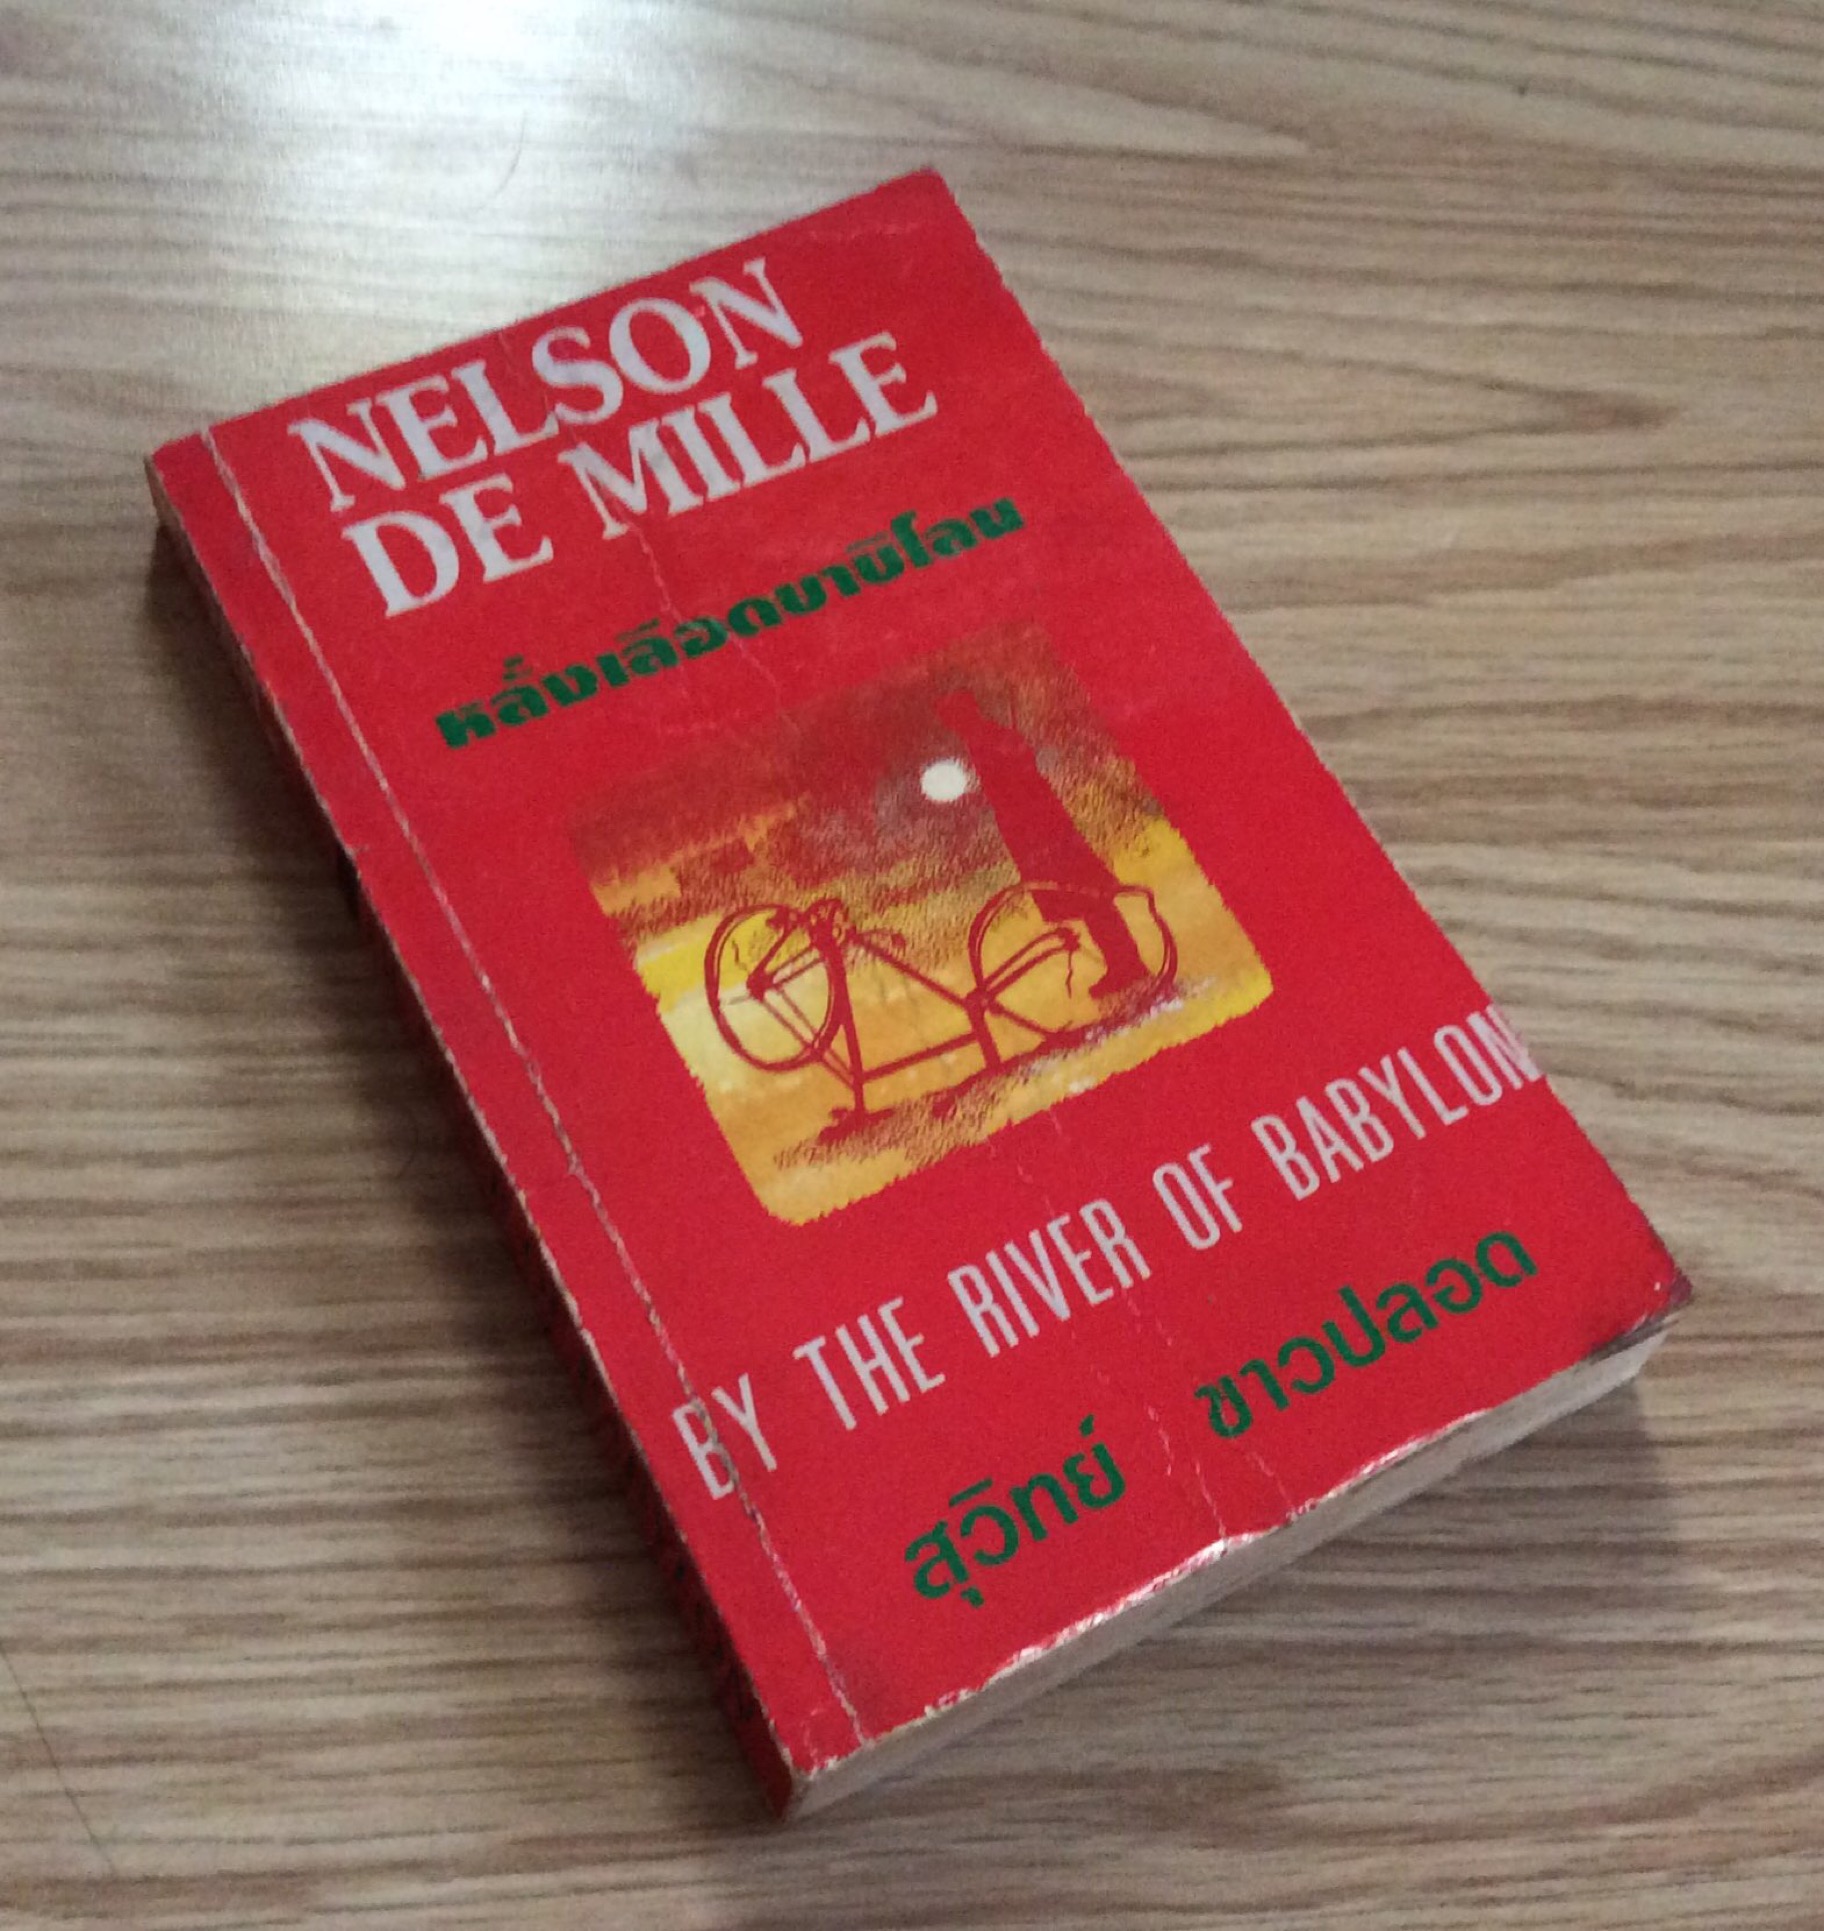 NELSON
DE MILLE
หลั่งเลือดบาบิโลน
BY THE RIVER OF BABYLON
สุวิทย์ ขาวปลอด